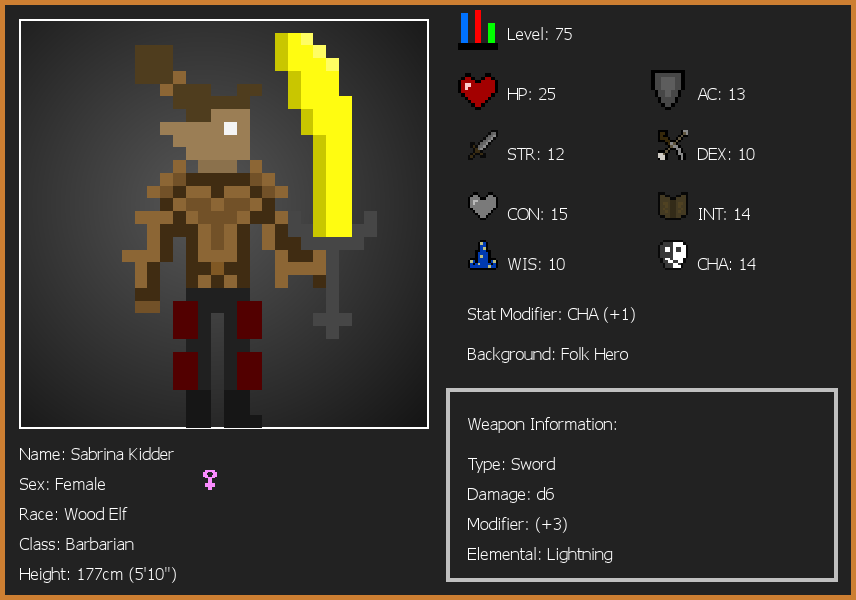 Level: 75
HP: 25
AC: 13
STR: 12
DEX: 10
CON: 15
INT: 14
WIS: 10
CHA: 14
Stat Modifier: CHA (+1)
Background: Folk Hero
Weapon Information:
Type: Sword
Damage: d6
Modifier: (+3)
Elemental: Lightning
Name: Sabrina Kidder
Sex: Female
Race: Wood Elf
Class: Barbarian
Height: 177cm (5'10")